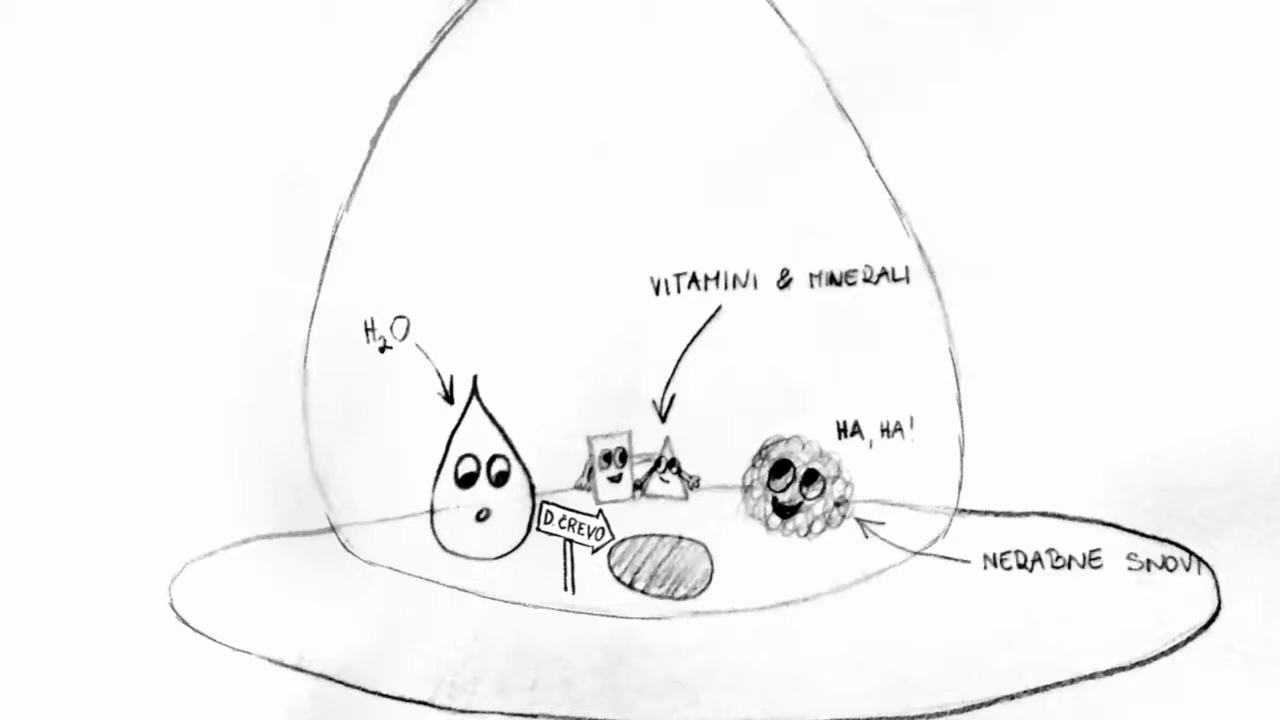 VITAMINI & MINERALI
H₂O
HA, HA!
D. ČREVO
NERABNE SNOVI